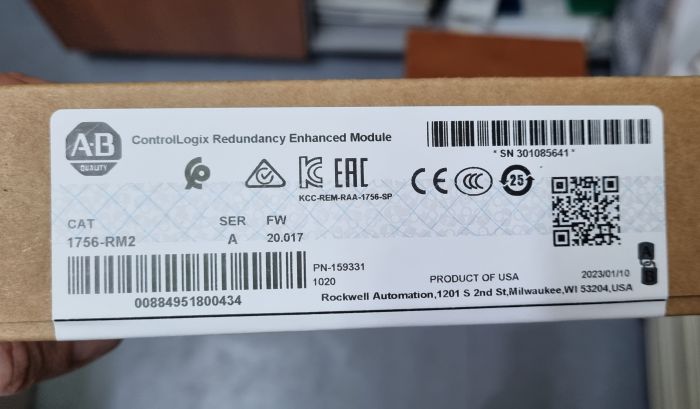 A-B
QUALITY
ControlLogix Redundancy Enhanced Module
* SN 301085641 *
KCC-REM-RAA-1756-SP
EAC
CE
CCC
25
CAT
SER
FW
1756-RM2
A
20.017
00884951800434
PN-159331
1020
PRODUCT OF USA
2023/01/10
Rockwell Automation,1201 S 2nd St,Milwaukee,WI 53204,USA
A
B